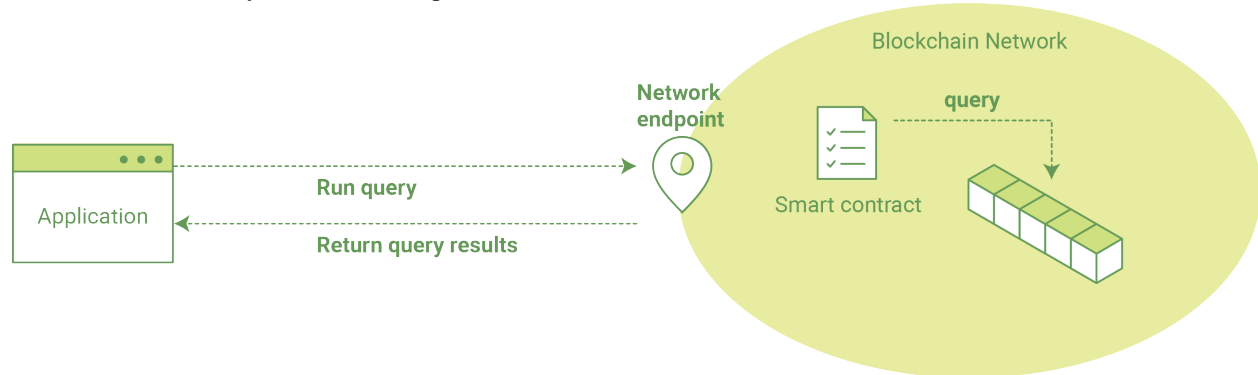 Blockchain Network
Network
endpoint
query
Run query
Application
Smart contract
Return query results